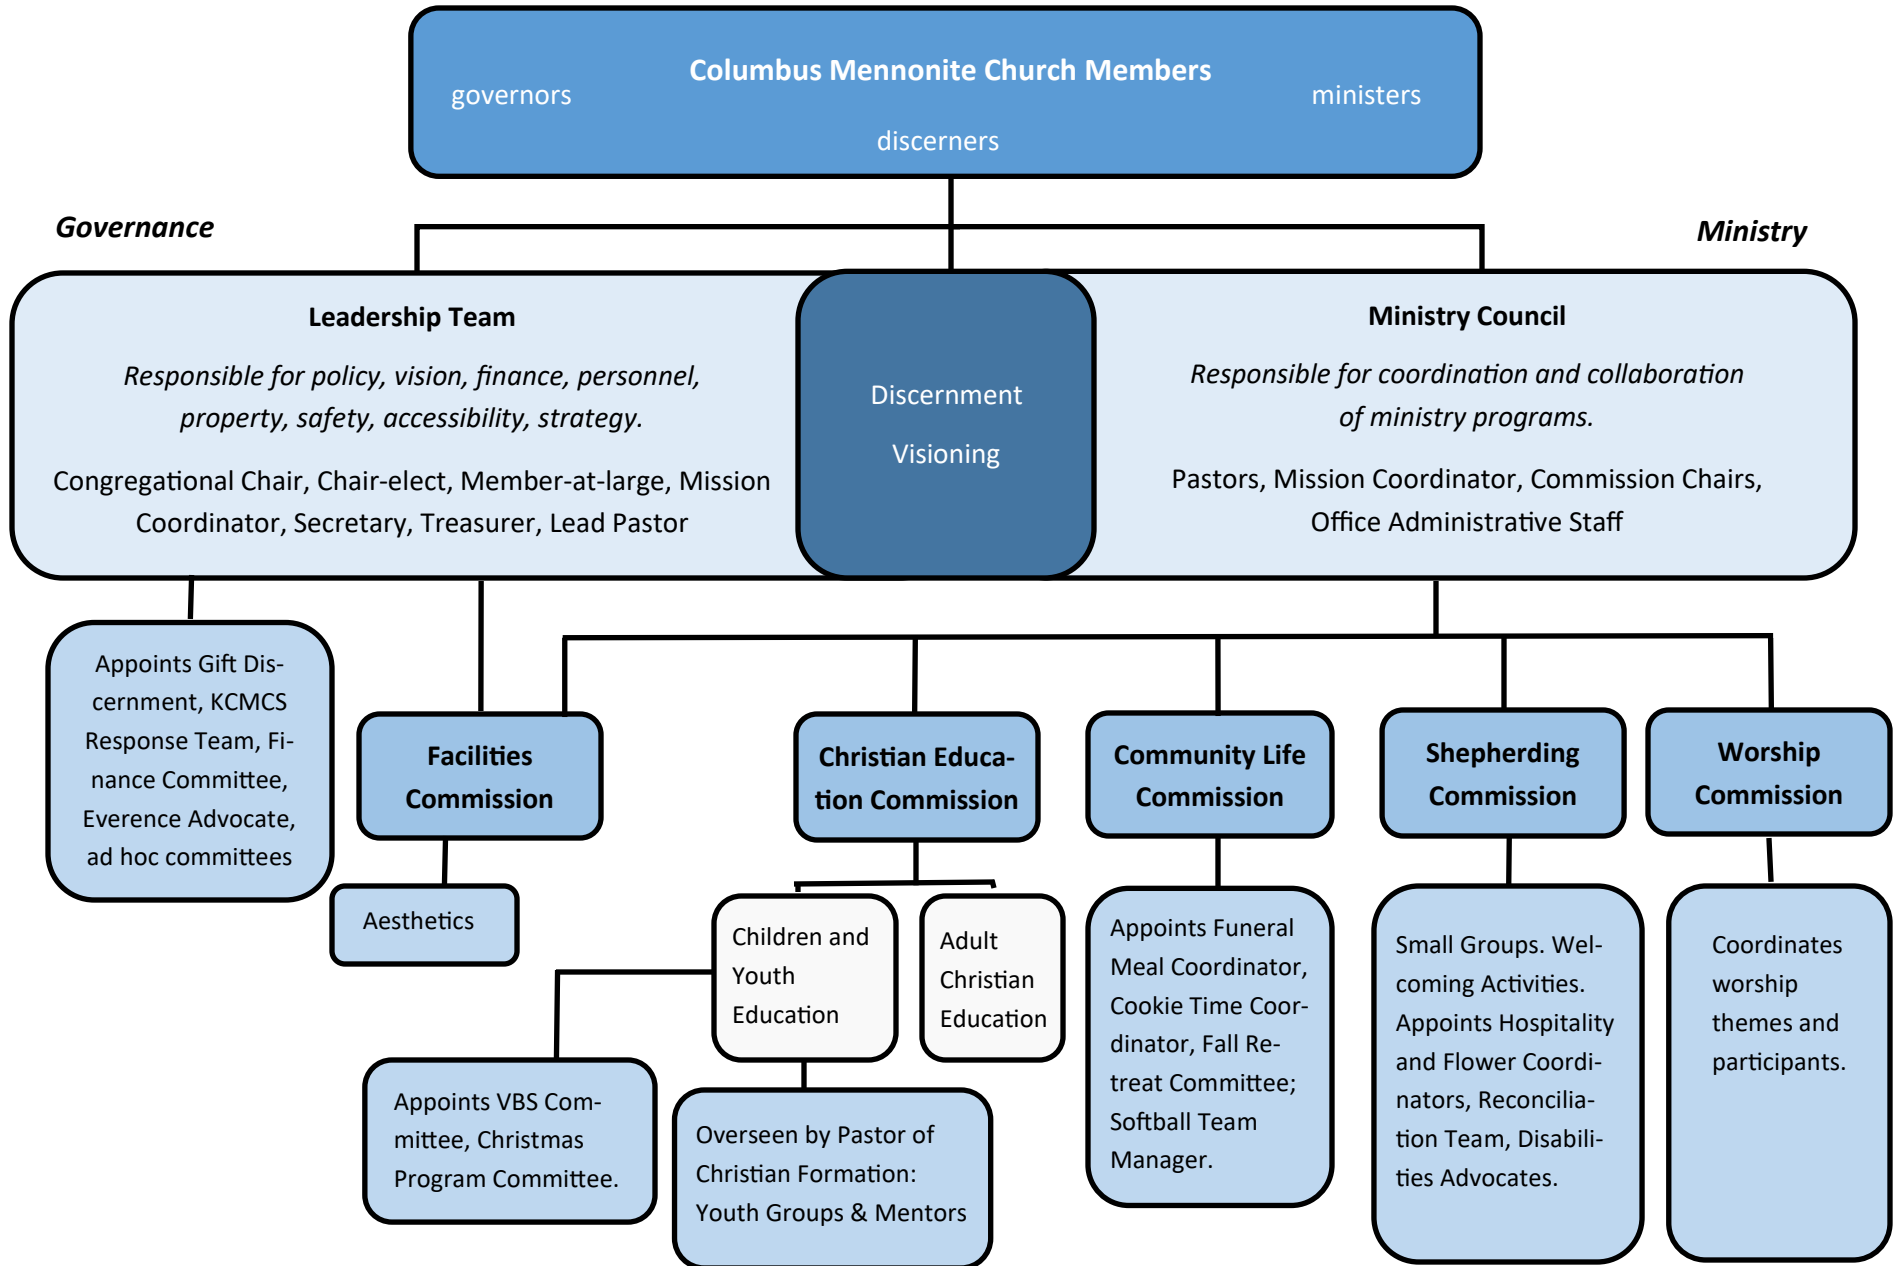 Columbus Mennonite Church Members
governors
ministers
discerners
Governance
Ministry
Leadership Team
Responsible for policy, vision, finance, personnel,
property, safety, accessibility, strategy.
Congregational Chair, Chair-elect, Member-at-large, Mission
Coordinator, Secretary, Treasurer, Lead Pastor
Discernment
Visioning
Ministry Council
Responsible for coordination and collaboration
of ministry programs.
Pastors, Mission Coordinator, Commission Chairs,
Office Administrative Staff
Appoints Gift Dis-
cernment, KCMCS
Response Team, Fi-
nance Committee,
Everence Advocate,
ad hoc committees
Facilities
Commission
Aesthetics
Christian Educa-
tion Commission
Children and
Youth
Education
Adult
Christian
Education
Appoints VBS Com-
mittee, Christmas
Program Committee.
Overseen by Pastor of
Christian Formation:
Youth Groups & Mentors
Community Life
Commission
Appoints Funeral
Meal Coordinator,
Cookie Time Coor-
dinator, Fall Re-
treat Committee;
Softball Team
Manager.
Shepherding
Commission
Small Groups. Wel-
coming Activities.
Appoints Hospitality
and Flower Coordi-
nators, Reconcilia-
tion Team, Disabili-
ties Advocates.
Worship
Commission
Coordinates
worship
themes and
participants.